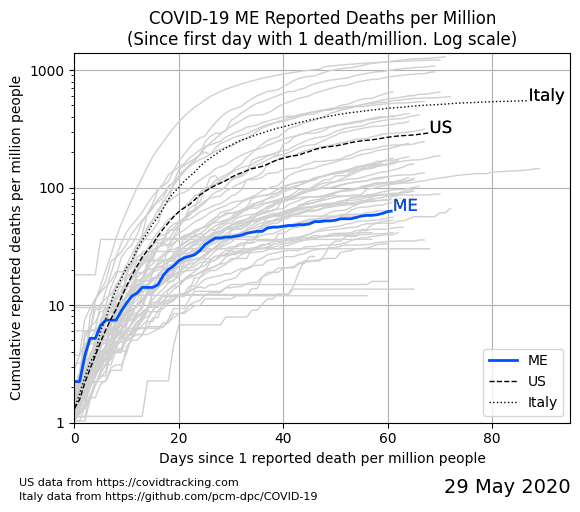 COVID-19 ME Reported Deaths per Million
(Since first day with 1 death/million. Log scale)
Cumulative reported deaths per million people
1000
100
10
1
Italy
US
ME
ME
US
Italy
0
20
40
60
80
Days since 1 reported death per million people
US data from https://covidtracking.com
Italy data from https://github.com/pcm-dpc/COVID-19
29 May 2020